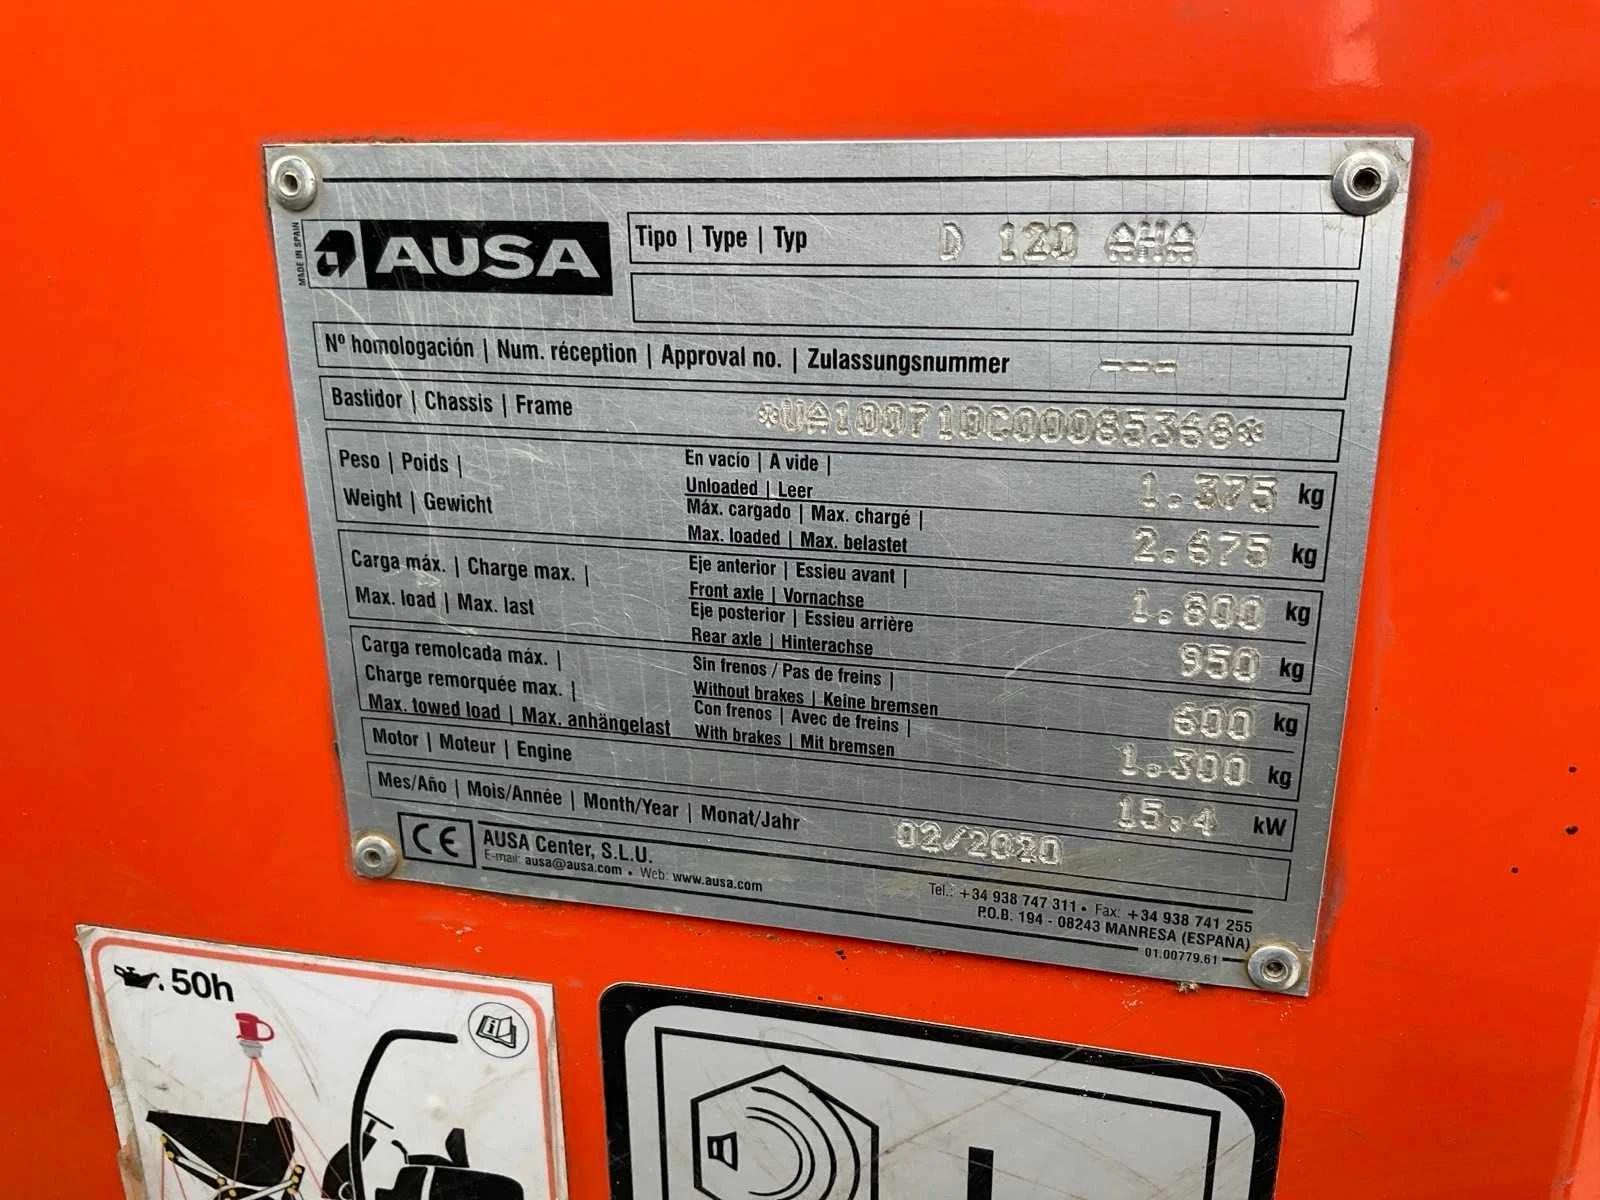 MADE IN SPAIN
AUSA
Tipo | Type | Typ D 120 AHA
Nº homologación | Num. réception | Approval no. | Zulassungsnummer ---
Bastidor | Chassis | Frame *UA100710C00085368*
Peso | Poids |
Weight | Gewicht
En vacío | A vide |
Unloaded | Leer 1.375 kg
Máx. cargado | Max. chargé |
Max. loaded | Max. belastet 2.675 kg
Carga máx. | Charge max. |
Max. load | Max. last
Eje anterior | Essieu avant |
Front axle | Vornachse 1.800 kg
Eje posterior | Essieu arrière
Rear axle | Hinterachse 950 kg
Carga remolcada máx. |
Charge remorquée max. |
Max. towed load | Max. anhängelast
Sin frenos / Pas de freins |
Without brakes | Keine bremsen 600 kg
Con frenos | Avec de freins |
With brakes | Mit bremsen 1.300 kg
Motor | Moteur | Engine 15,4 kW
Mes/Año | Mois/Année | Month/Year | Monat/Jahr 02/2020
CE
AUSA Center, S.L.U.
E-mail: ausa@ausa.com • Web: www.ausa.com
Tel.: +34 938 747 311 • Fax: +34 938 741 255
P.O.B. 194 - 08243 MANRESA (ESPAÑA)
01.00779.61
50h
i